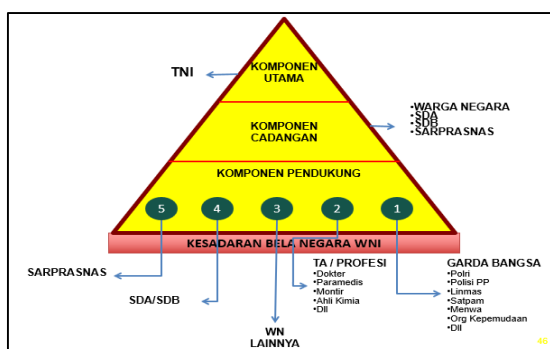 TNI
KOMPONEN
UTAMA
•WARGA NEGARA
•SDA
•SDB
•SARPRASNAS
KOMPONEN
CADANGAN
KOMPONEN PENDUKUNG
5
4
3
2
1
KESADARAN BELA NEGARA WNI
SARPRASNAS
SDA/SDB
WN
LAINNYA
TA / PROFESI
•Dokter
•Paramedis
•Montir
•Ahli Kimia
•Dll
GARDA BANGSA
•Polri
•Polisi PP
•Linmas
•Satpam
•Menwa
•Org Kepemudaan
•Dll